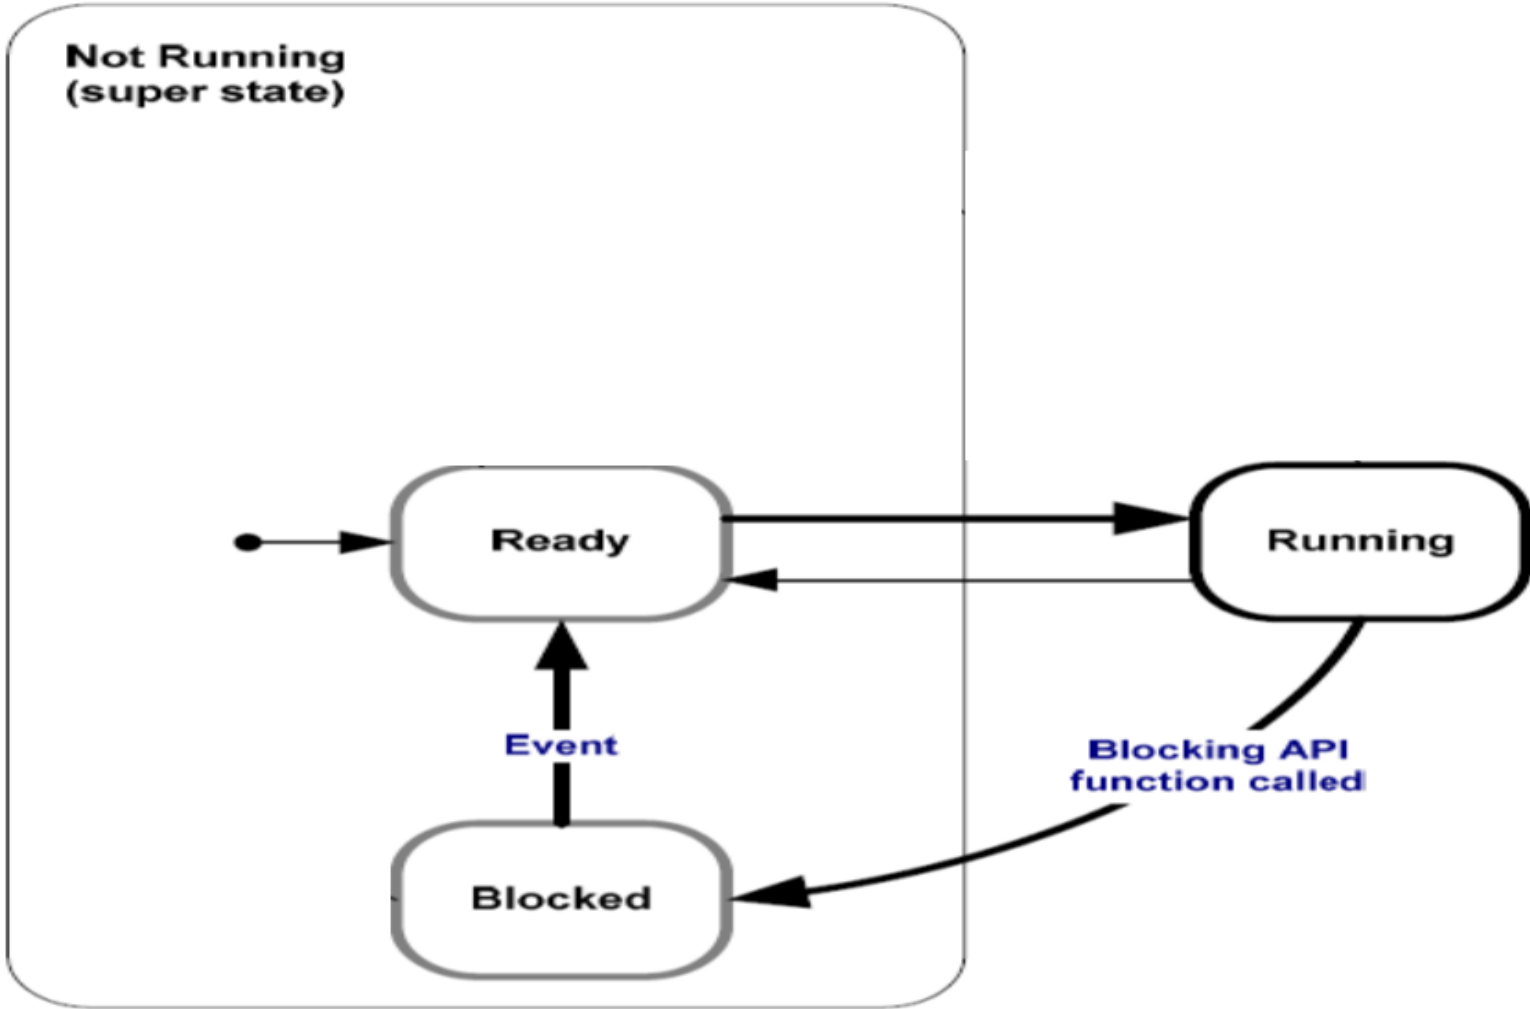 Not Running
(super state)
Ready
Running
Event
Blocking API
function called
Blocked